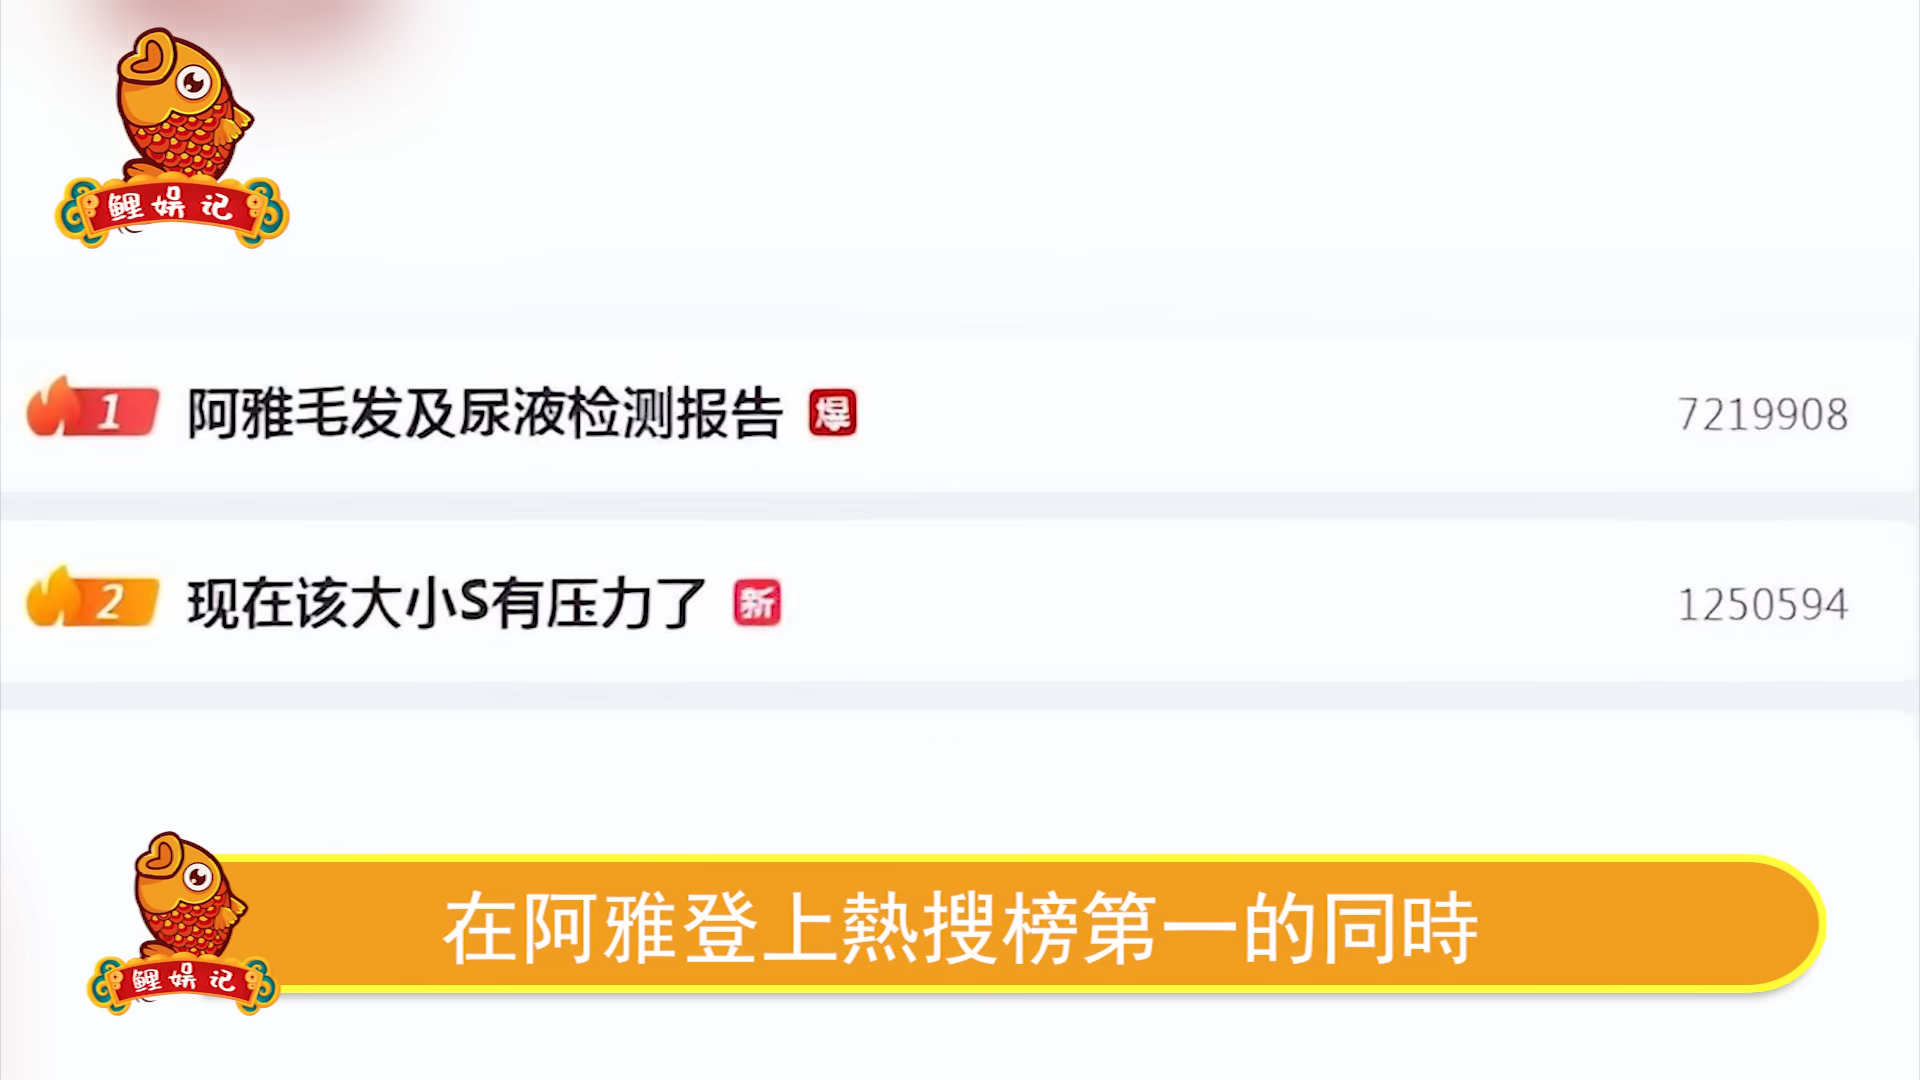 鲤娱记
1 阿雅毛发及尿液检测报告 爆 7219908
2 现在该大小S有压力了 新 1250594
在阿雅登上熱搜榜第一的同時
鲤娱记